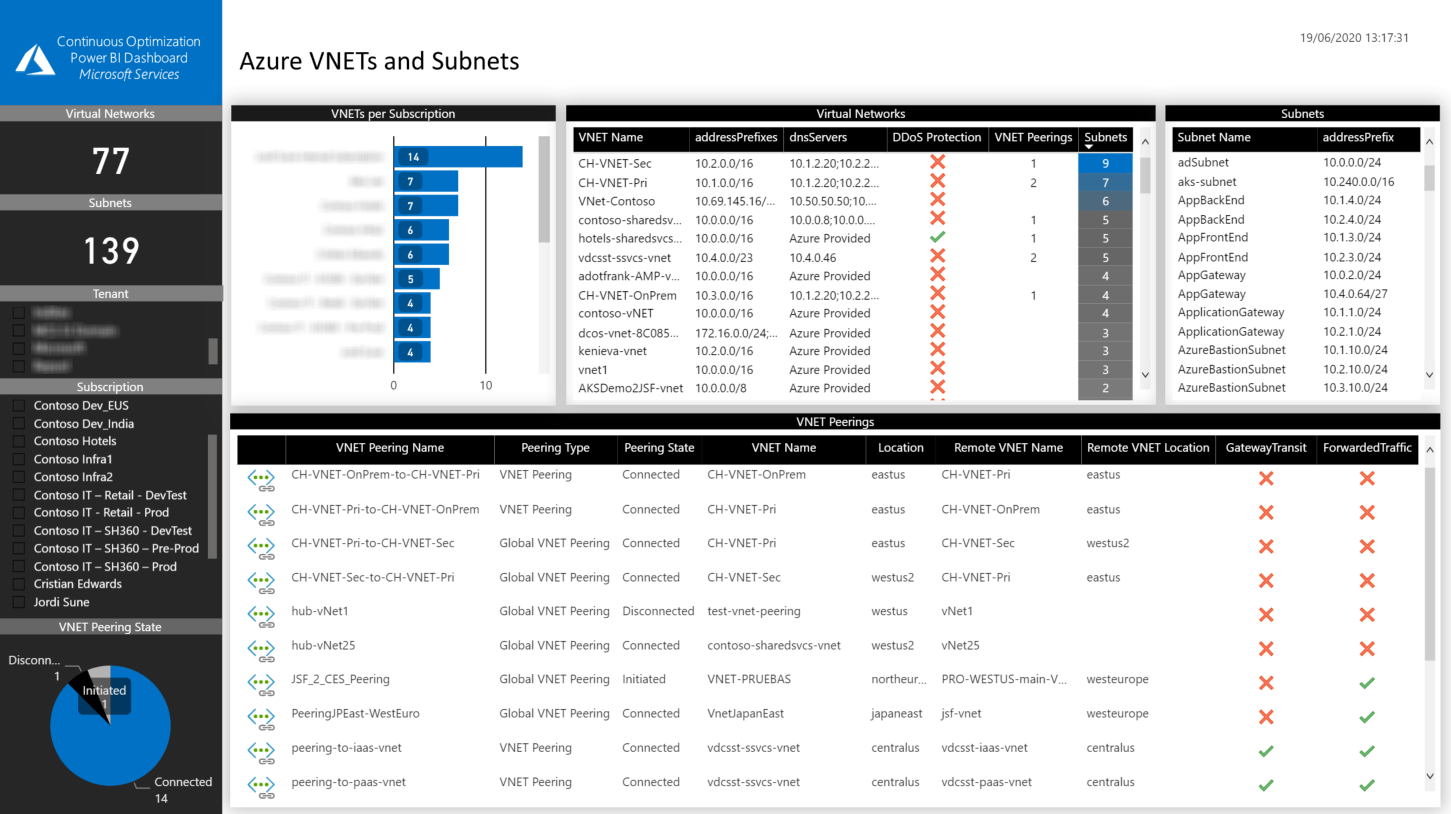 Continuous Optimization
Power BI Dashboard
Microsoft Services
Azure VNETs and Subnets
19/06/2020 13:17:31
Virtual Networks
77
Subnets
139
Tenant
Subscription
Contoso Dev_EUS
Contoso Dev_India
Contoso Hotels
Contoso Infra1
Contoso Infra2
Contoso IT – Retail - DevTest
Contoso IT - Retail - Prod
Contoso IT – SH360 - DevTest
Contoso IT – SH360 – Pre-Prod
Contoso IT – SH360 – Prod
Cristian Edwards
Jordi Sune
VNET Peering State
Disconn...
1
Initiated
1
Connected
14
VNETs per Subscription
14
7
7
6
6
5
4
4
4
0 10
Virtual Networks
VNET Name addressPrefixes dnsServers DDoS Protection VNET Peerings Subnets
CH-VNET-Sec 10.2.0.0/16 10.1.2.20;10.2.2... 1 9
CH-VNET-Pri 10.1.0.0/16 10.1.2.20;10.2.2... 2 7
VNet-Contoso 10.69.145.16/... 10.50.50.50;10.... 6
contoso-sharedsv... 10.0.0.0/16 10.0.0.8;10.0.0.... 1 5
hotels-sharedsvcs... 10.0.0.0/16 Azure Provided 1 5
vdcsst-ssvcs-vnet 10.4.0.0/23 10.4.0.46 2 5
adotfrank-AMP-v... 10.0.0.0/16 Azure Provided 4
CH-VNET-OnPrem 10.3.0.0/16 10.1.2.20;10.2.2... 1 4
contoso-vNET 10.0.0.0/16 Azure Provided 4
dcos-vnet-8C085... 172.16.0.0/24;... Azure Provided 3
kenieva-vnet 10.2.0.0/16 Azure Provided 3
vnet1 10.0.0.0/16 Azure Provided 3
AKSDemo2JSF-vnet 10.0.0.0/8 Azure Provided 2
Subnets
Subnet Name addressPrefix
adSubnet 10.0.0.0/24
aks-subnet 10.240.0.0/16
AppBackEnd 10.1.4.0/24
AppBackEnd 10.2.4.0/24
AppFrontEnd 10.1.3.0/24
AppFrontEnd 10.2.3.0/24
AppGateway 10.0.2.0/24
AppGateway 10.4.0.64/27
ApplicationGateway 10.1.1.0/24
ApplicationGateway 10.2.1.0/24
AzureBastionSubnet 10.1.10.0/24
AzureBastionSubnet 10.2.10.0/24
AzureBastionSubnet 10.3.10.0/24
VNET Peerings
VNET Peering Name Peering Type Peering State VNET Name Location Remote VNET Name Remote VNET Location GatewayTransit ForwardedTraffic
CH-VNET-OnPrem-to-CH-VNET-Pri VNET Peering Connected CH-VNET-OnPrem eastus CH-VNET-Pri eastus
CH-VNET-Pri-to-CH-VNET-OnPrem VNET Peering Connected CH-VNET-Pri eastus CH-VNET-OnPrem eastus
CH-VNET-Pri-to-CH-VNET-Sec Global VNET Peering Connected CH-VNET-Pri eastus CH-VNET-Sec westus2
CH-VNET-Sec-to-CH-VNET-Pri Global VNET Peering Connected CH-VNET-Sec westus2 CH-VNET-Pri eastus
hub-vNet1 Global VNET Peering Disconnected test-vnet-peering westus vNet1
hub-vNet25 Global VNET Peering Connected contoso-sharedsvcs-vnet westus2 vNet25
JSF_2_CES_Peering Global VNET Peering Initiated VNET-PRUEBAS northeur... PRO-WESTUS-main-V... westeurope
PeeringJPEast-WestEuro Global VNET Peering Connected VnetJapanEast japaneast jsf-vnet westeurope
peering-to-iaas-vnet VNET Peering Connected vdcsst-ssvcs-vnet centralus vdcsst-iaas-vnet centralus
peering-to-paas-vnet VNET Peering Connected vdcsst-ssvcs-vnet centralus vdcsst-paas-vnet centralus